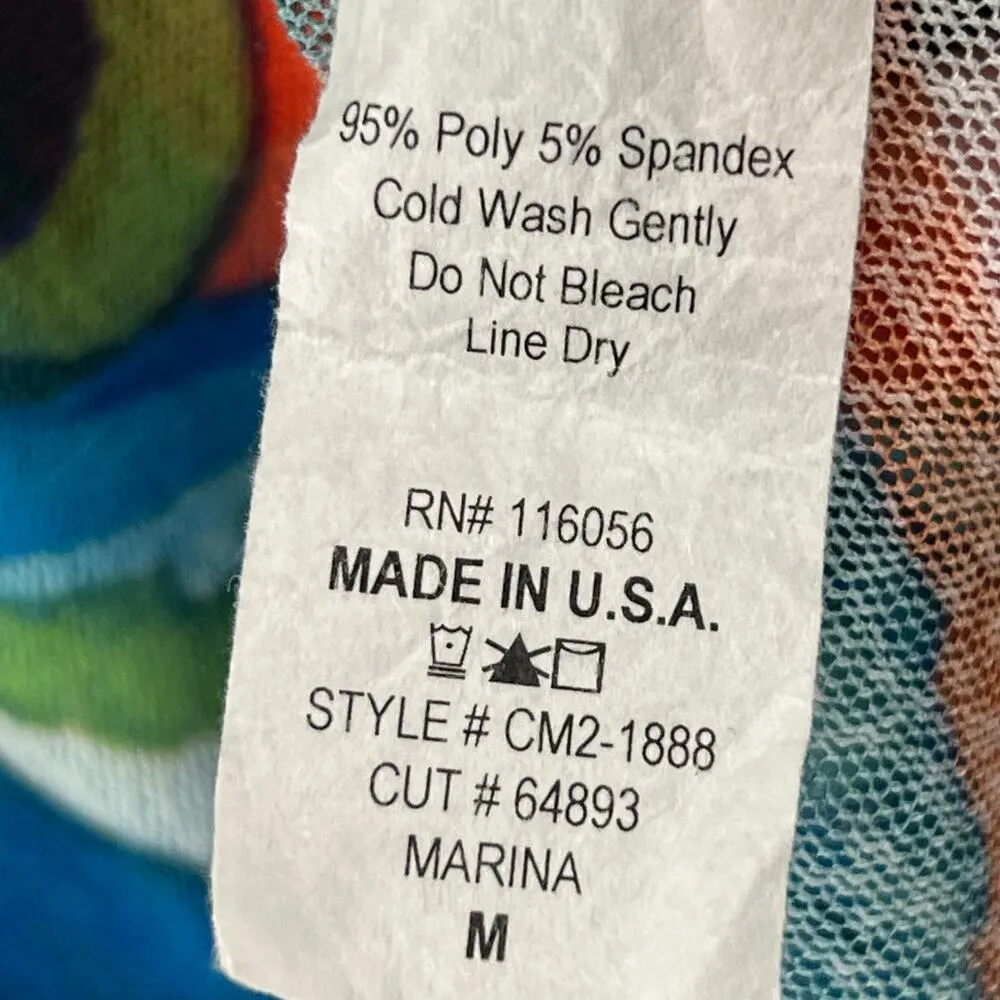 95% Poly 5% Spandex
Cold Wash Gently
Do Not Bleach
Line Dry
RN# 116056
MADE IN U.S.A.
STYLE # CM2-1888
CUT # 64893
MARINA
M